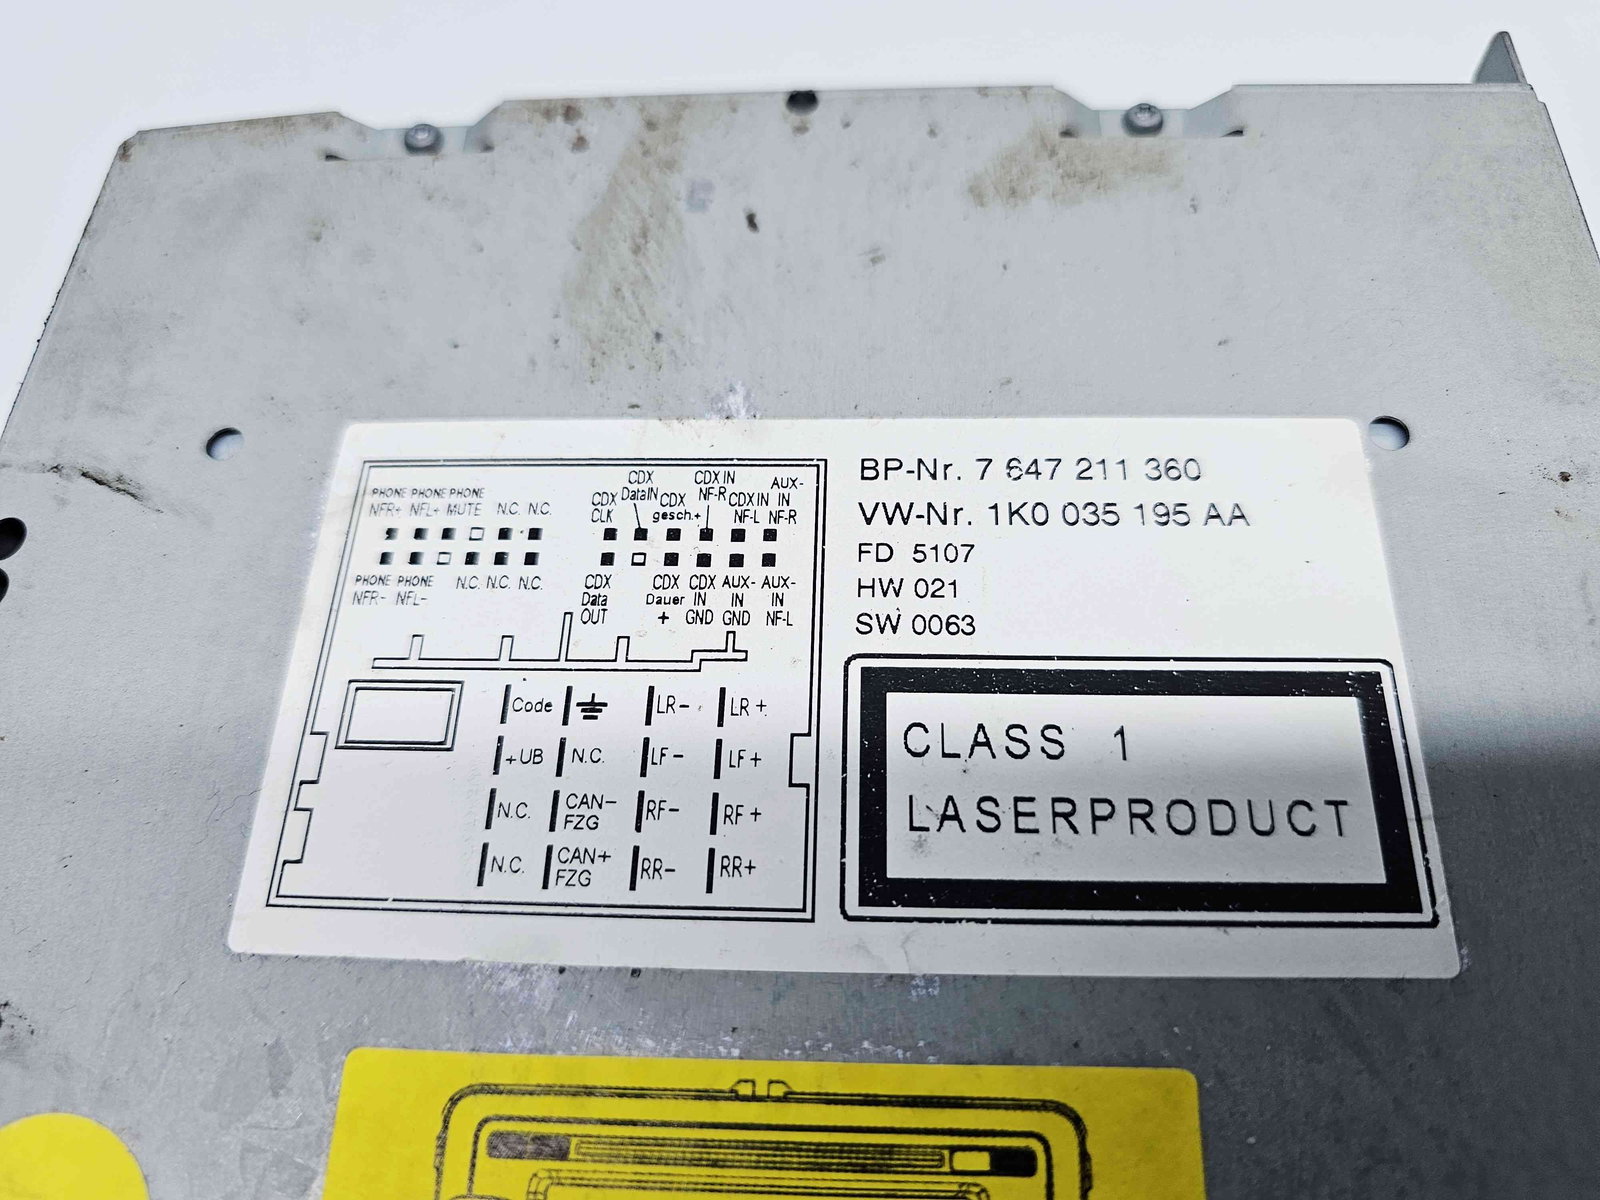 PHONE PHONE PHONE
NFR+ NFL+ MUTE N.C. N.C.
CDX
CLK
CDX
DataIN
CDX
gesch.+
CDX IN
NF-R
CDX IN
NF-L
AUX-
IN
NF-R
PHONE PHONE
NFR- NFL- N.C. N.C. N.C.
CDX
Data
OUT
CDX
Dauer
+
CDX
IN
GND
AUX-
IN
GND
AUX-
IN
NF-L
Code LR- LR+
+UB N.C. LF- LF+
N.C. CAN- FZG RF- RF+
N.C. CAN+ FZG RR- RR+
BP-Nr. 7 647 211 360
VW-Nr. 1K0 035 195 AA
FD 5107
HW 021
SW 0063
CLASS 1
LASERPRODUCT